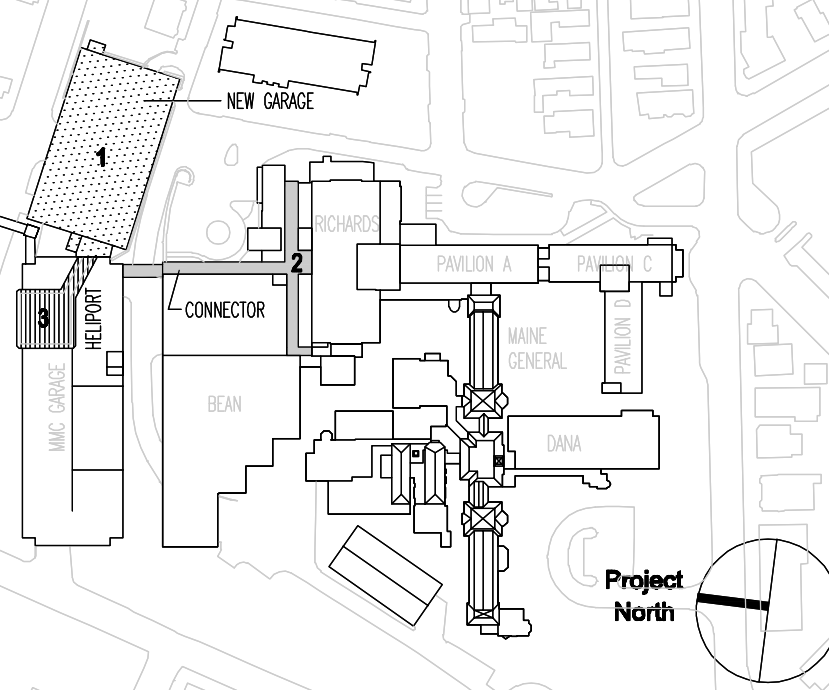 NEW GARAGE
1
RICHARDS
2
PAVILION A
PAVILION C
CONNECTOR
HELIPORT
3
PAVILION D
MAINE
GENERAL
MMC GARAGE
BEAN
DANA
Project
North